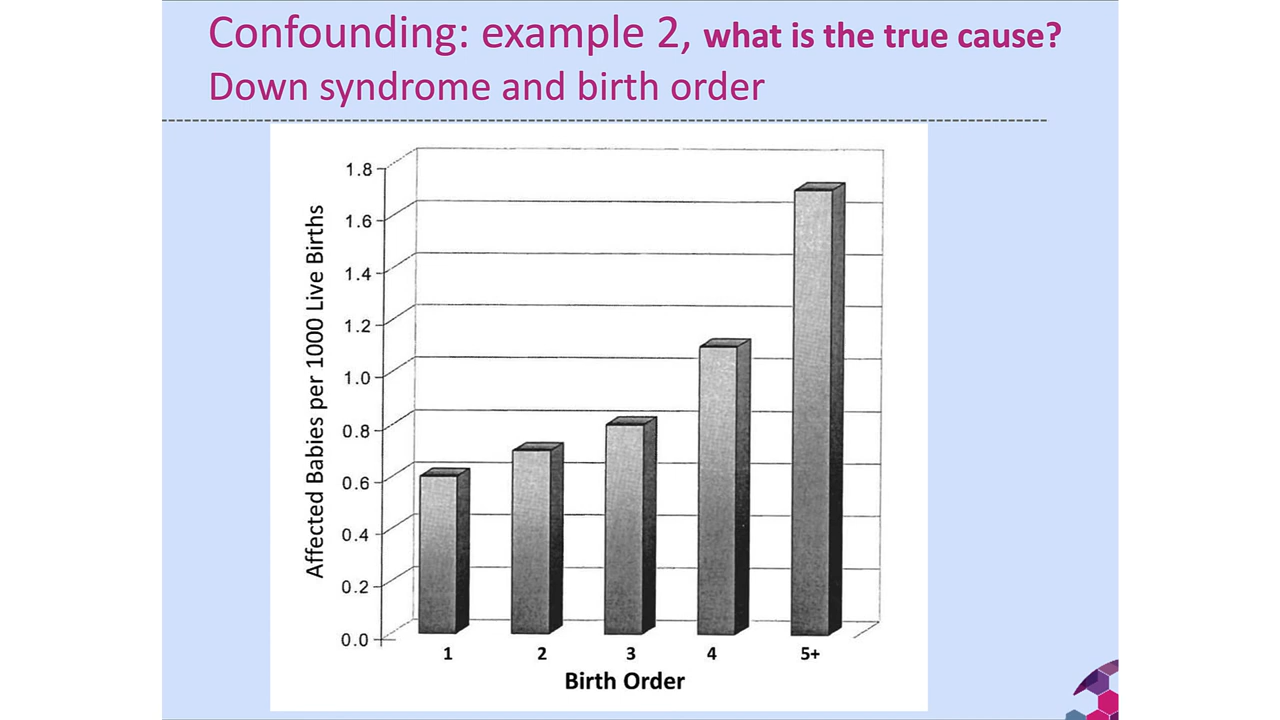 Confounding: example 2, what is the true cause?
Down syndrome and birth order
Affected Babies per 1000 Live Births
1.8
1.6
1.4
1.2
1.0
0.8
0.6
0.4
0.2
0.0
1 2 3 4 5+
Birth Order